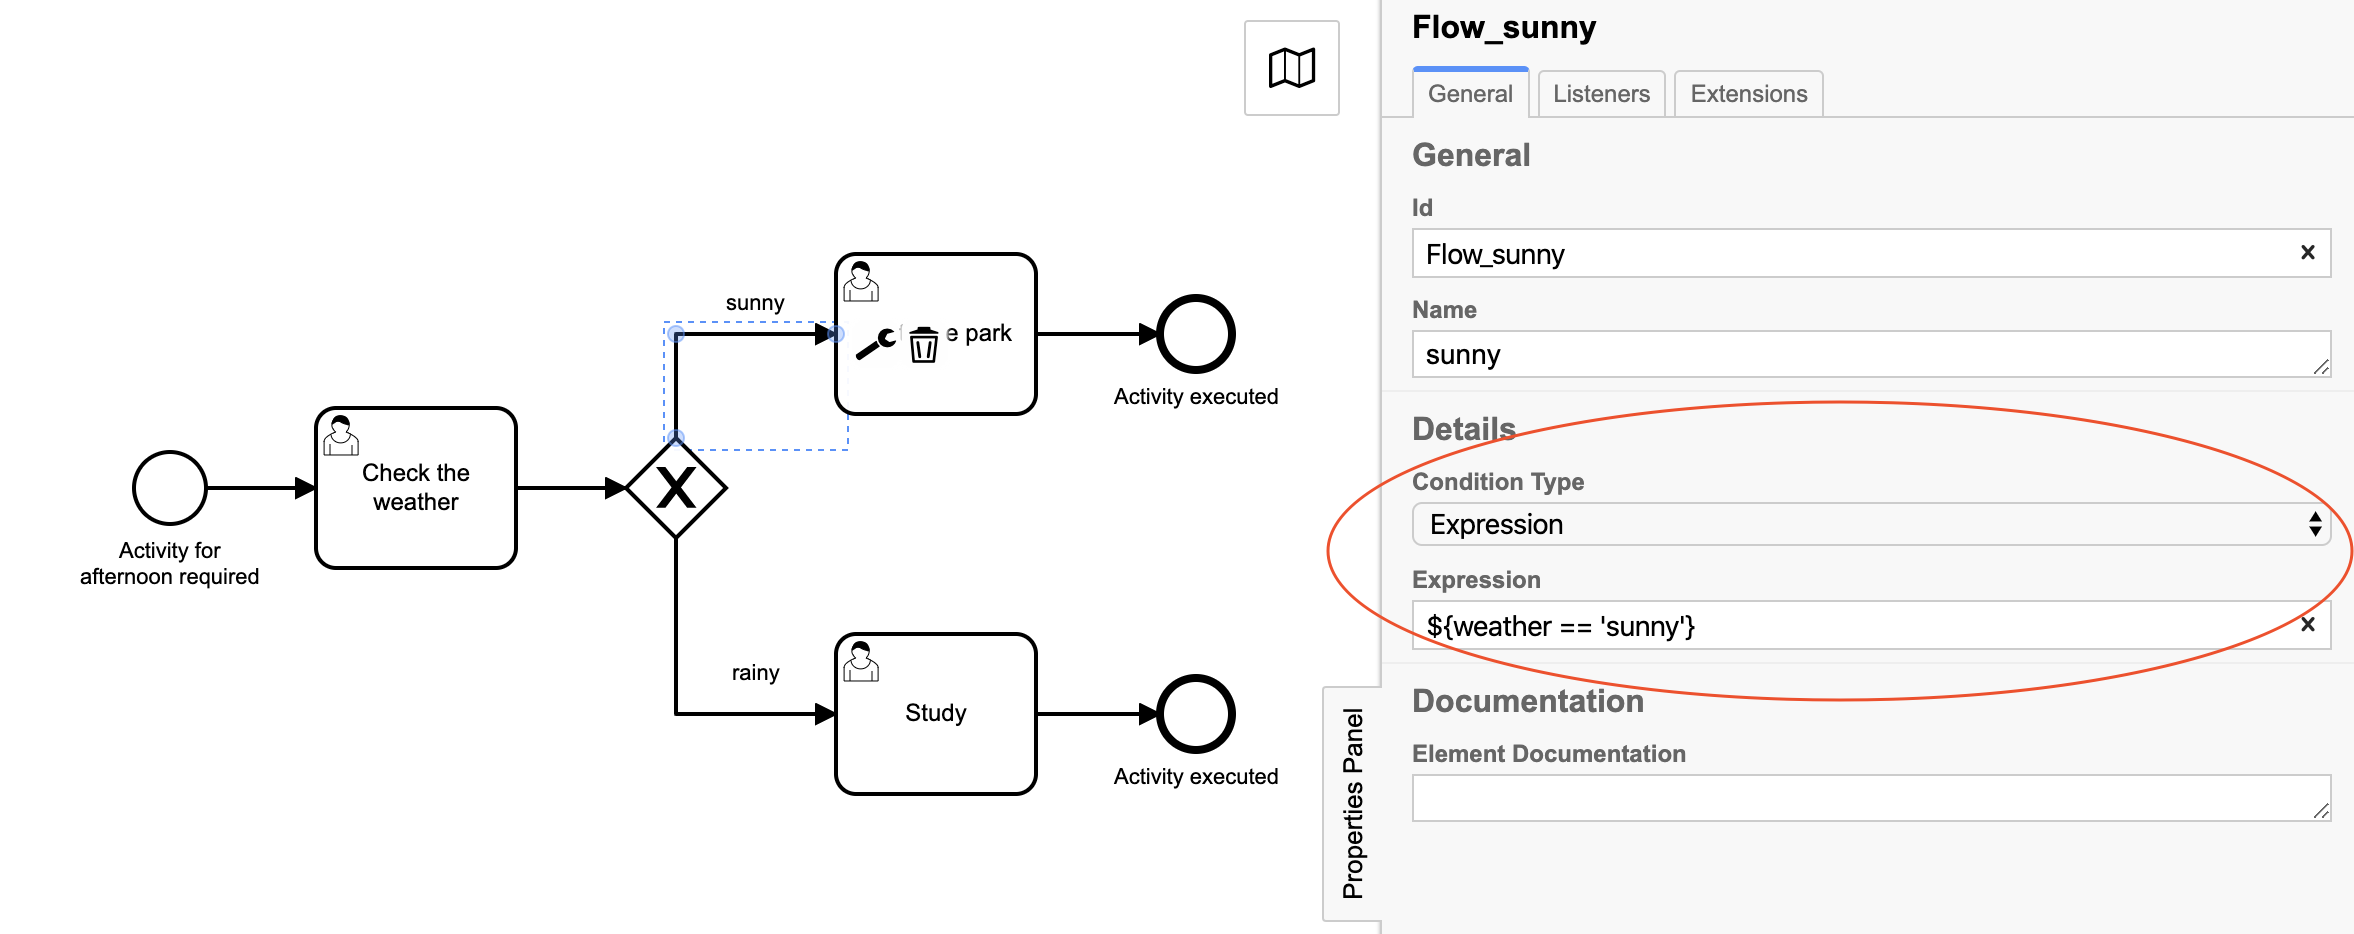 sunny
e park
Activity executed
Check the
weather
Activity for
afternoon required
rainy
Study
Activity executed
Properties Panel
Flow_sunny
General
Listeners
Extensions
General
Id
Flow_sunny
Name
sunny
Details
Condition Type
Expression
Expression
${weather == 'sunny'}
Documentation
Element Documentation